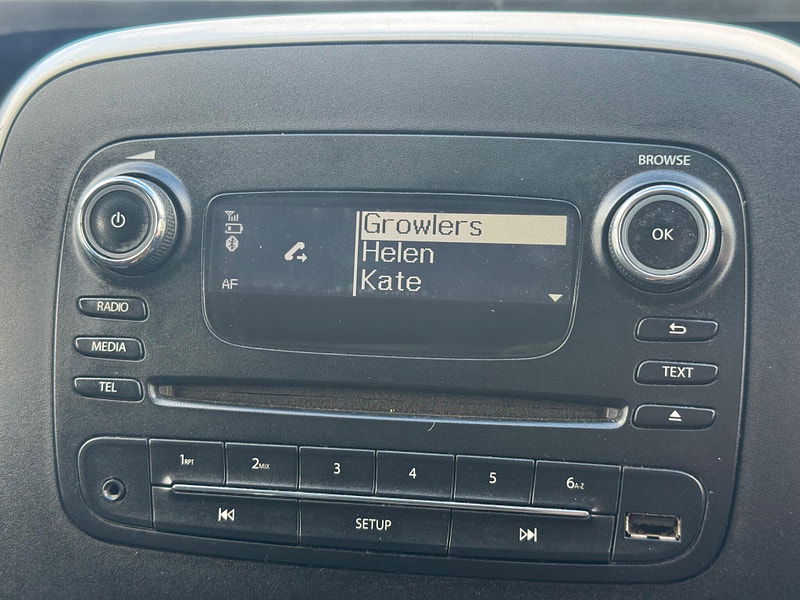 BROWSE
Growlers
Helen
Kate
AF
OK
RADIO
MEDIA
TEL
TEXT
1RPT
2MIX
3
4
5
6A-Z
SETUP